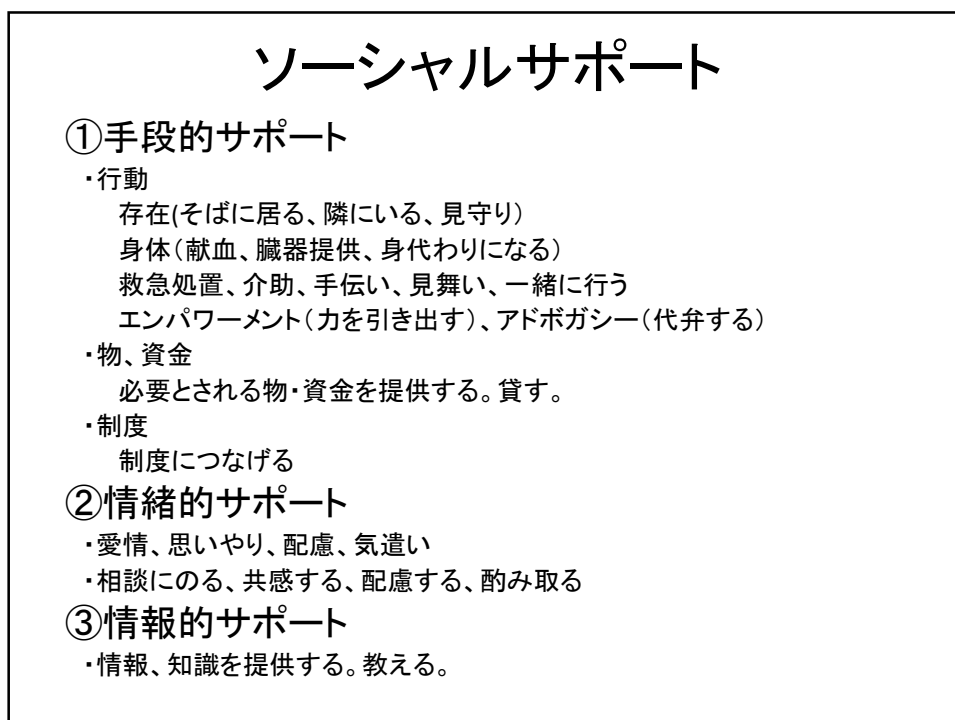 ソーシャルサポート
①手段的サポート
・行動
存在(そばに居る、隣にいる、見守り)
身体(献血、臓器提供、身代わりになる)
救急処置、介助、手伝い、見舞い、一緒に行う
エンパワーメント(力を引き出す)、アドボガシー(代弁する)
・物、資金
必要とされる物・資金を提供する。貸す。
・制度
制度につなげる
②情緒的サポート
・愛情、思いやり、配慮、気遣い
・相談にのる、共感する、配慮する、酌み取る
③情報的サポート
・情報、知識を提供する。教える。